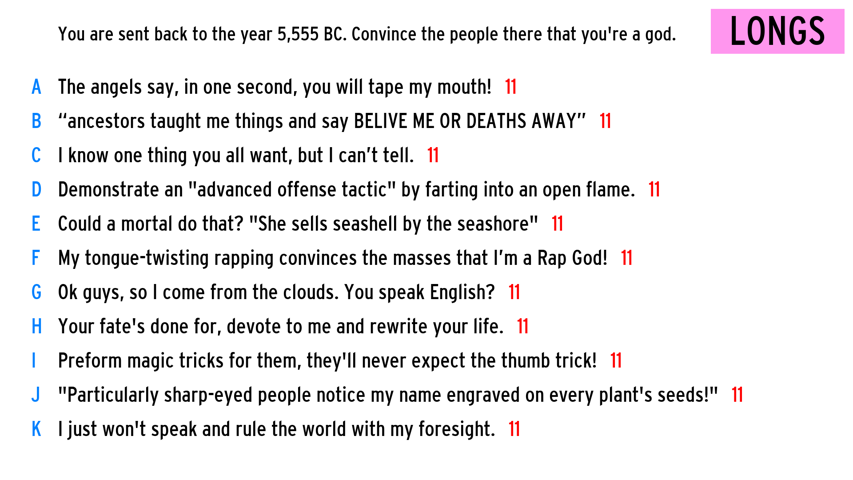 You are sent back to the year 5,555 BC. Convince the people there that you're a god.
LONGS
A The angels say, in one second, you will tape my mouth! 11
B “ancestors taught me things and say BELIVE ME OR DEATHS AWAY” 11
C I know one thing you all want, but I can’t tell. 11
D Demonstrate an "advanced offense tactic" by farting into an open flame. 11
E Could a mortal do that? "She sells seashell by the seashore" 11
F My tongue-twisting rapping convinces the masses that I’m a Rap God! 11
G Ok guys, so I come from the clouds. You speak English? 11
H Your fate's done for, devote to me and rewrite your life. 11
I Preform magic tricks for them, they'll never expect the thumb trick! 11
J "Particularly sharp-eyed people notice my name engraved on every plant's seeds!" 11
K I just won't speak and rule the world with my foresight. 11